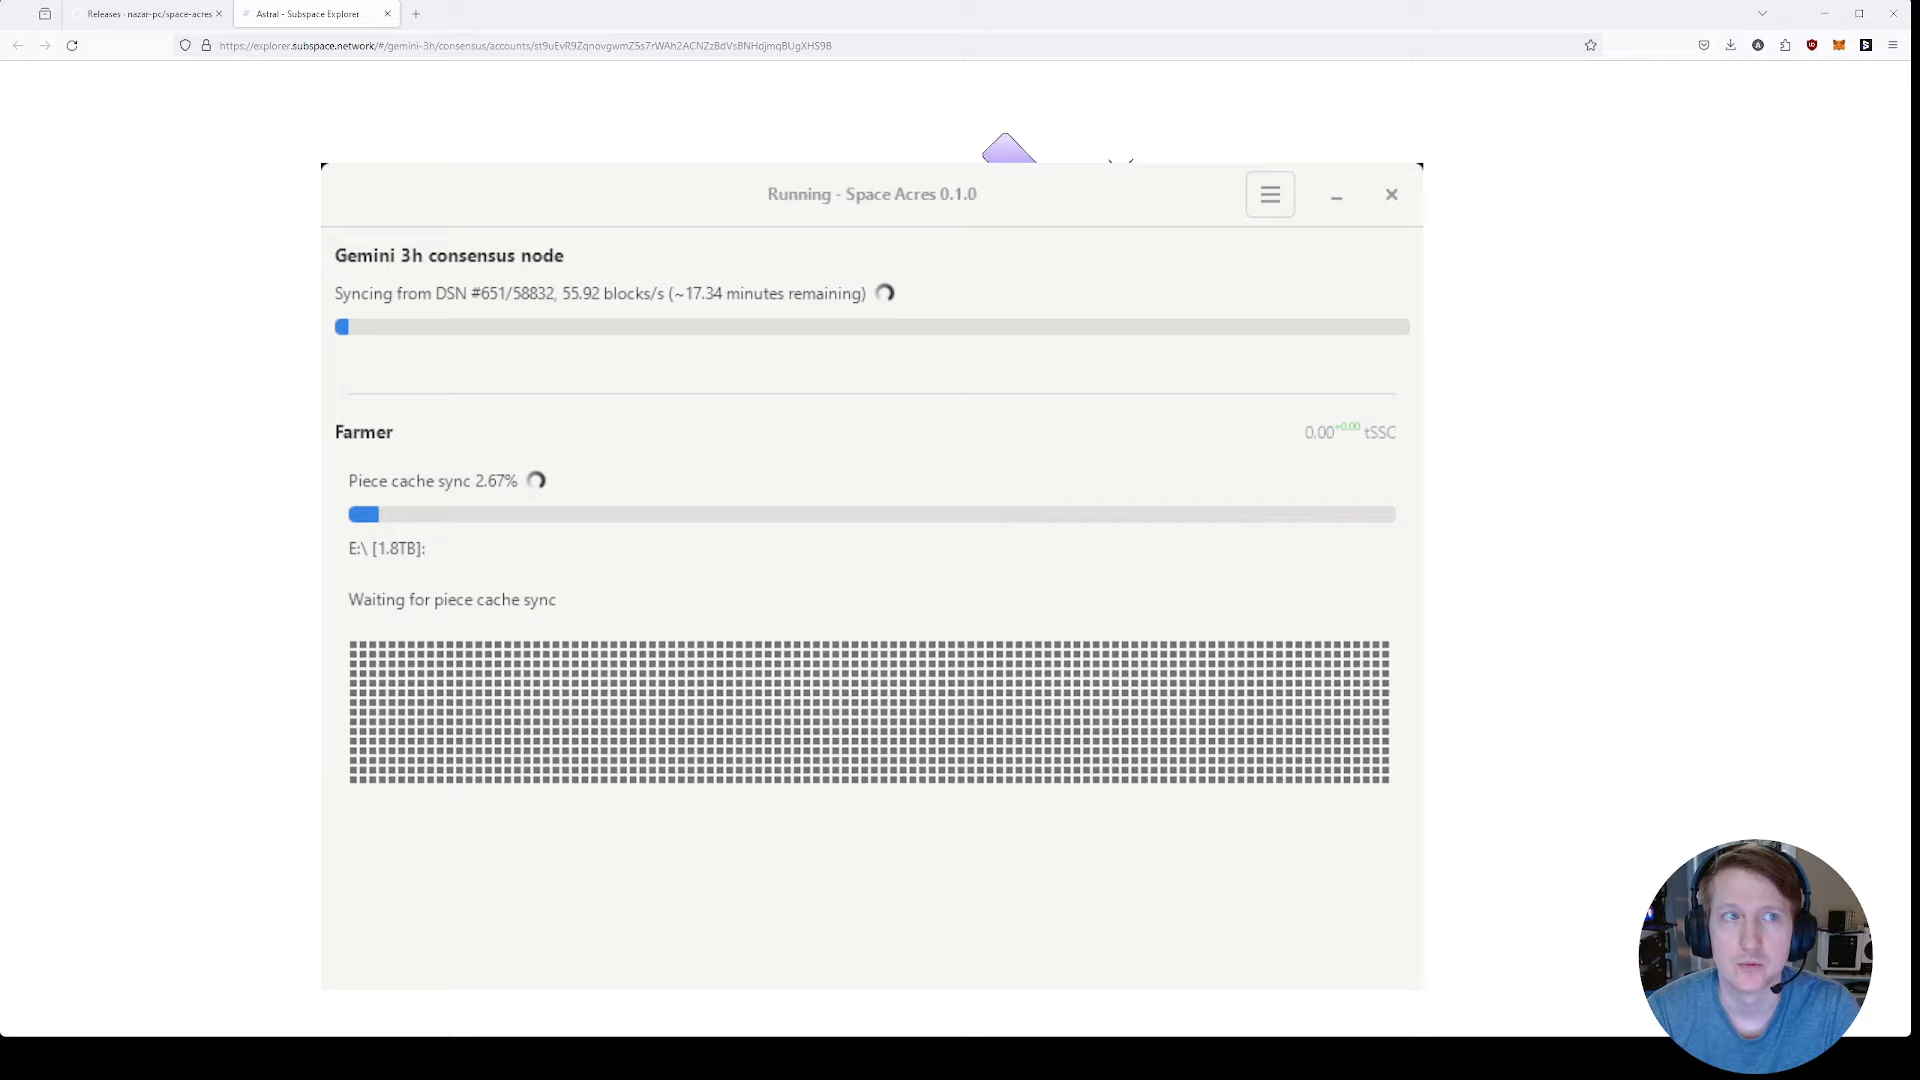 Releases - nazar-pc/space-acres
Astral - Subspace Explorer
https://explorer.subspace.network/#/gemini-3h/consensus/accounts/st9uEvR9ZqnovgwmZ5s7rWAh2ACNZzBdVsBNHdjmqBUgXHS9B
Running - Space Acres 0.1.0
Gemini 3h consensus node
Syncing from DSN #651/58832, 55.92 blocks/s (~17.34 minutes remaining)
Farmer
0.00+0.00 tSSC
Piece cache sync 2.67%
E:\ [1.8TB]:
Waiting for piece cache sync